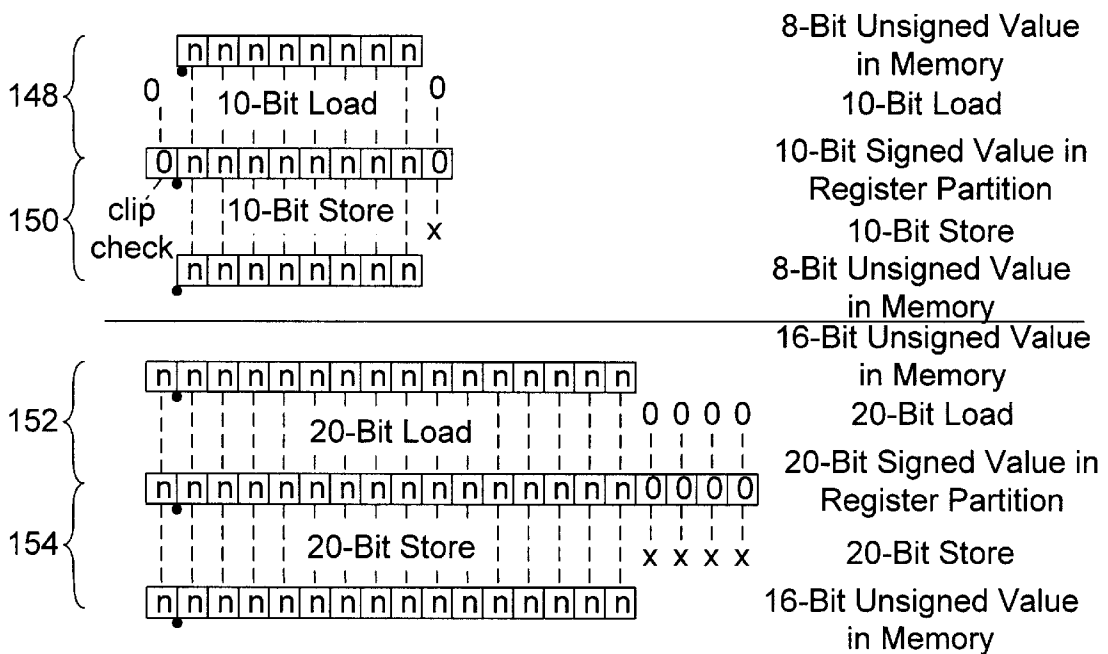 n n n n n n n n
8-Bit Unsigned Value
in Memory
148
0 10-Bit Load 0
10-Bit Load
0 n n n n n n n n 0
10-Bit Signed Value in
Register Partition
150
clip
check
10-Bit Store
x
10-Bit Store
n n n n n n n n
8-Bit Unsigned Value
in Memory
n n n n n n n n n n n n n n n n
16-Bit Unsigned Value
in Memory
152
20-Bit Load
0 0 0 0
20-Bit Load
n n n n n n n n n n n n n n n n 0 0 0 0
20-Bit Signed Value in
Register Partition
154
20-Bit Store
x x x x
20-Bit Store
n n n n n n n n n n n n n n n n
16-Bit Unsigned Value
in Memory